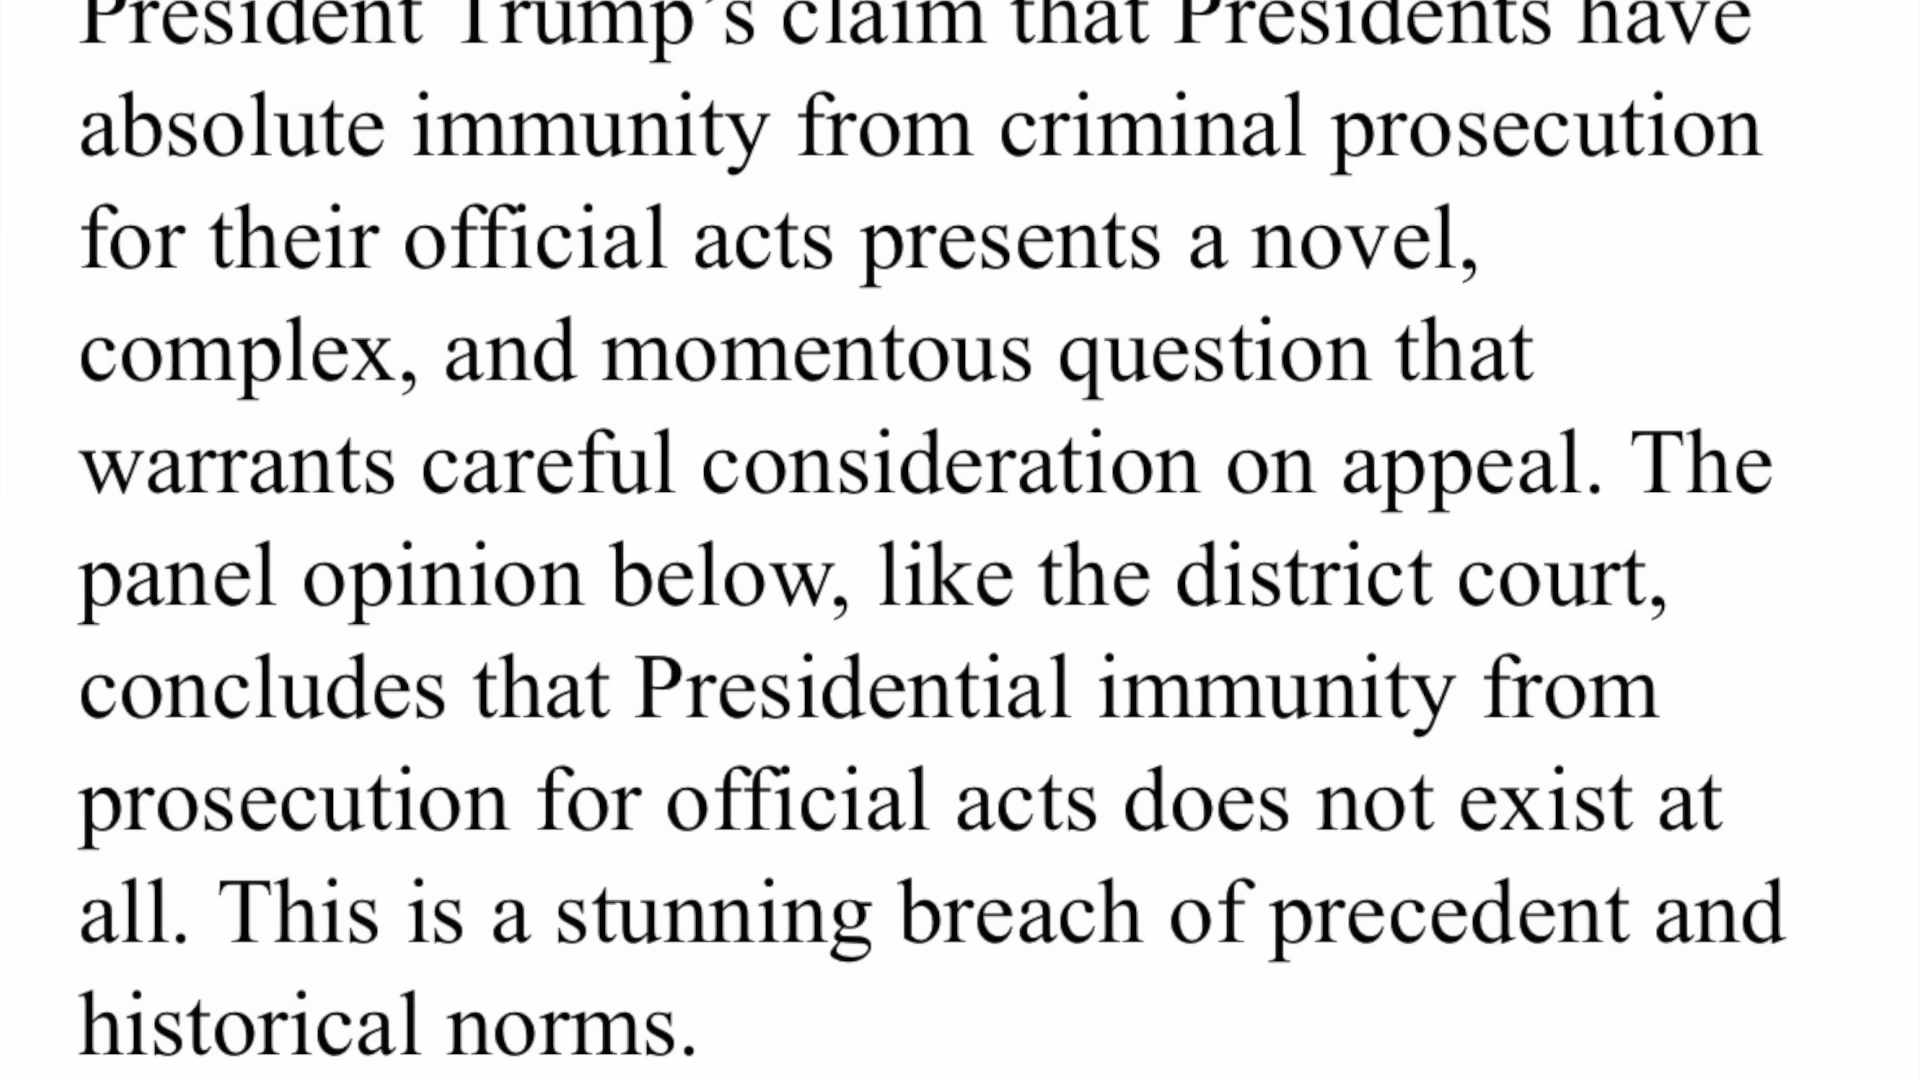 President Trump’s claim that Presidents have
absolute immunity from criminal prosecution
for their official acts presents a novel,
complex, and momentous question that
warrants careful consideration on appeal. The
panel opinion below, like the district court,
concludes that Presidential immunity from
prosecution for official acts does not exist at
all. This is a stunning breach of precedent and
historical norms.